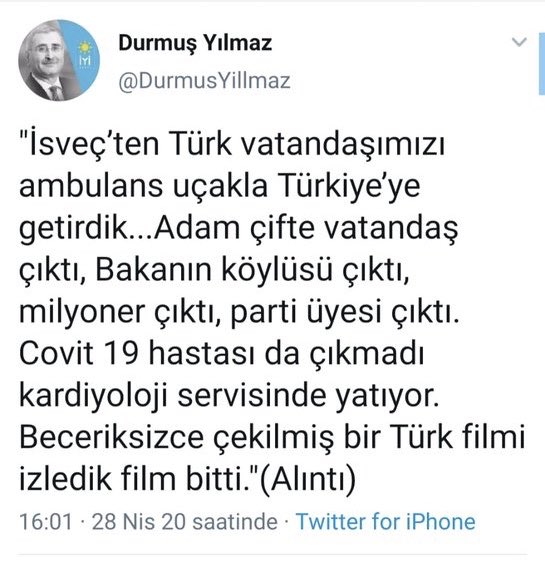 Durmuş Yılmaz
@DurmusYillmaz
İYİ
"İsveç’ten Türk vatandaşımızı
ambulans uçakla Türkiye’ye
getirdik...Adam çifte vatandaş
çıktı, Bakanın köylüsü çıktı,
milyoner çıktı, parti üyesi çıktı.
Covit 19 hastası da çıkmadı
kardiyoloji servisinde yatıyor.
Beceriksizce çekilmiş bir Türk filmi
izledik film bitti."(Alıntı)
16:01 · 28 Nis 20 saatinde · Twitter for iPhone